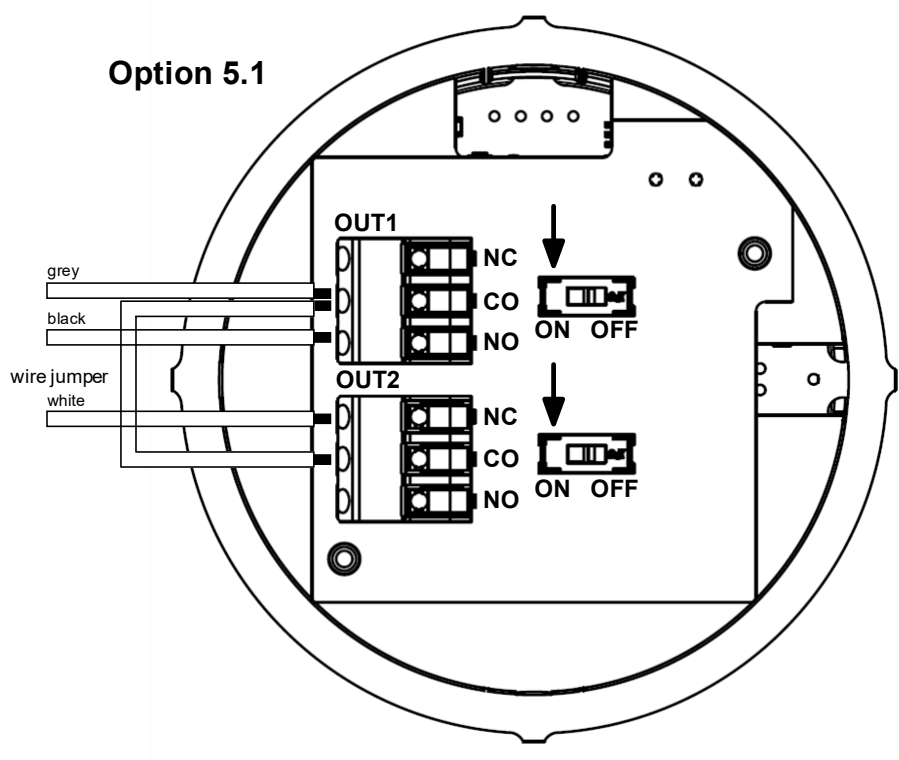 Option 5.1
OUT1
NC
grey
CO
black
NO
ON OFF
wire jumper
OUT2
white
NC
CO
NO
ON OFF